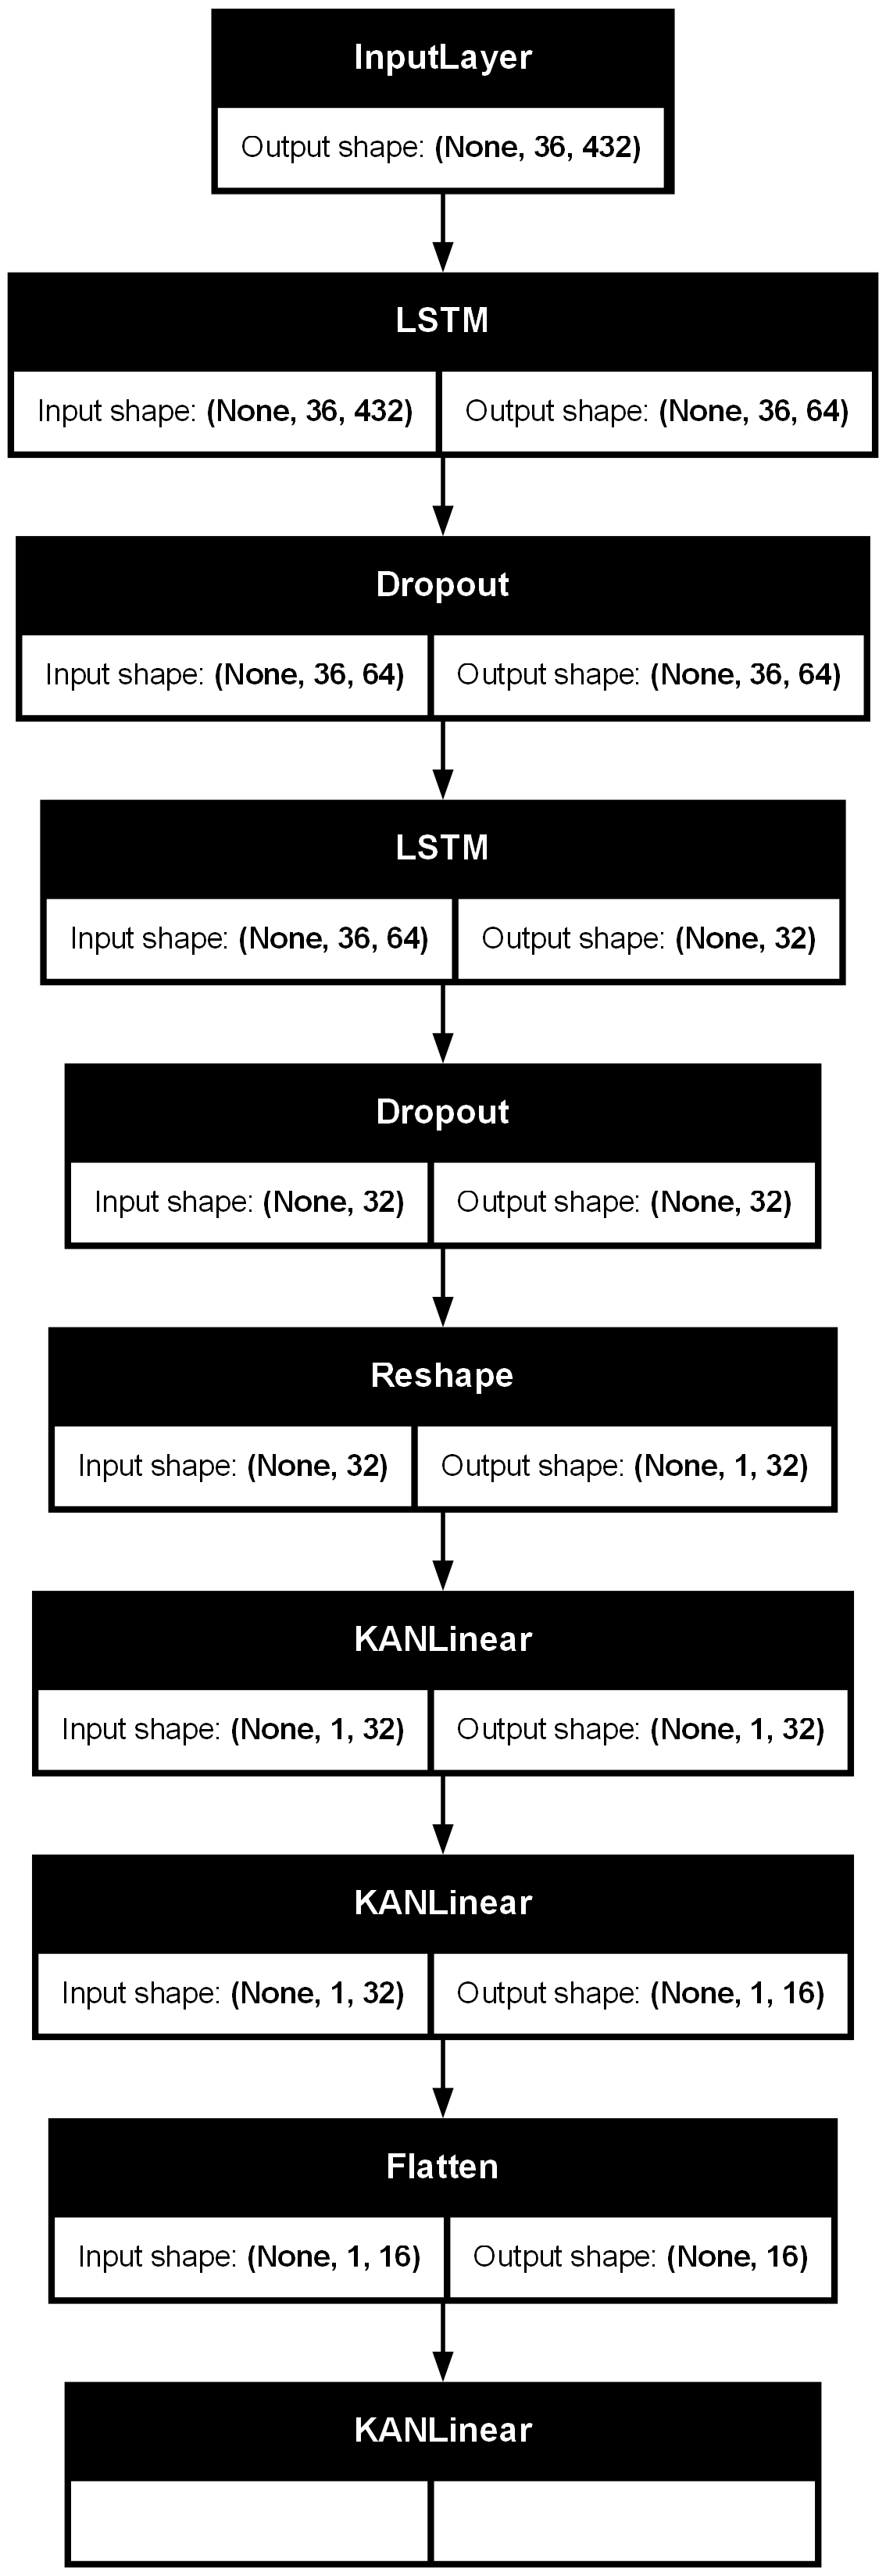 InputLayer
Output shape: (None, 36, 432)
LSTM
Input shape: (None, 36, 432) Output shape: (None, 36, 64)
Dropout
Input shape: (None, 36, 64) Output shape: (None, 36, 64)
LSTM
Input shape: (None, 36, 64) Output shape: (None, 32)
Dropout
Input shape: (None, 32) Output shape: (None, 32)
Reshape
Input shape: (None, 32) Output shape: (None, 1, 32)
KANLinear
Input shape: (None, 1, 32) Output shape: (None, 1, 32)
KANLinear
Input shape: (None, 1, 32) Output shape: (None, 1, 16)
Flatten
Input shape: (None, 1, 16) Output shape: (None, 16)
KANLinear